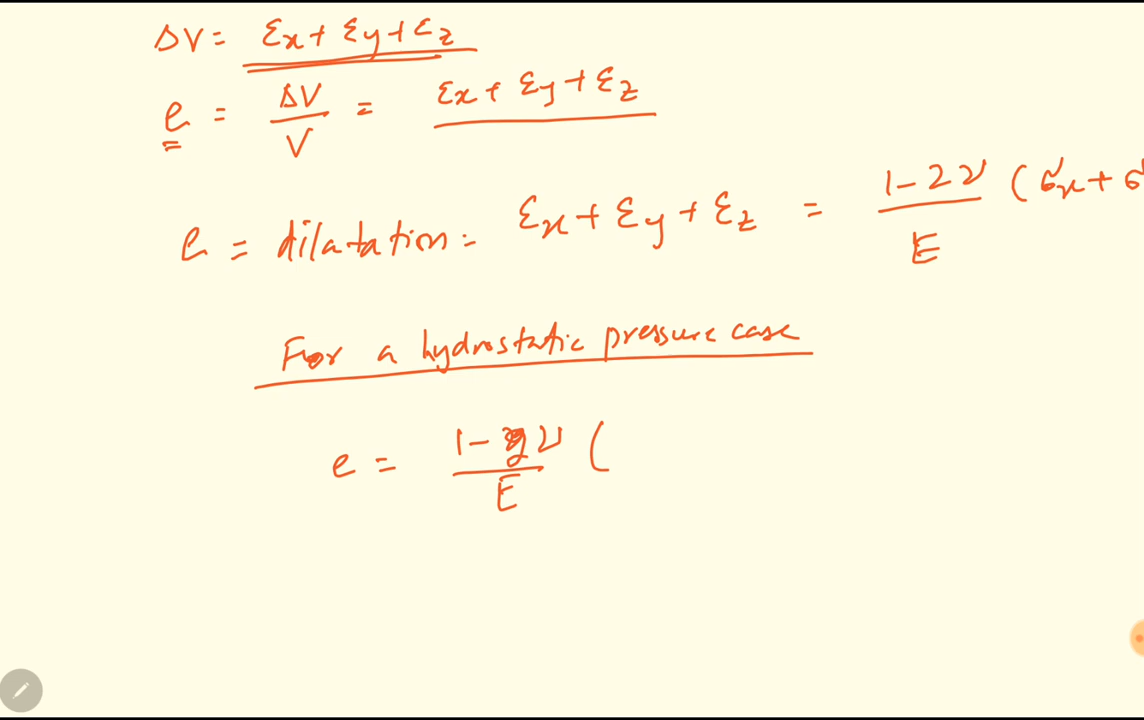 ΔV = εx + εy + εz
e = ΔV/V = εx + εy + εz
e = dilatation = εx + εy + εz = (1-2ν)/E (σx + σ
For a hydrostatic pressure case
e = (1-2ν)/E (